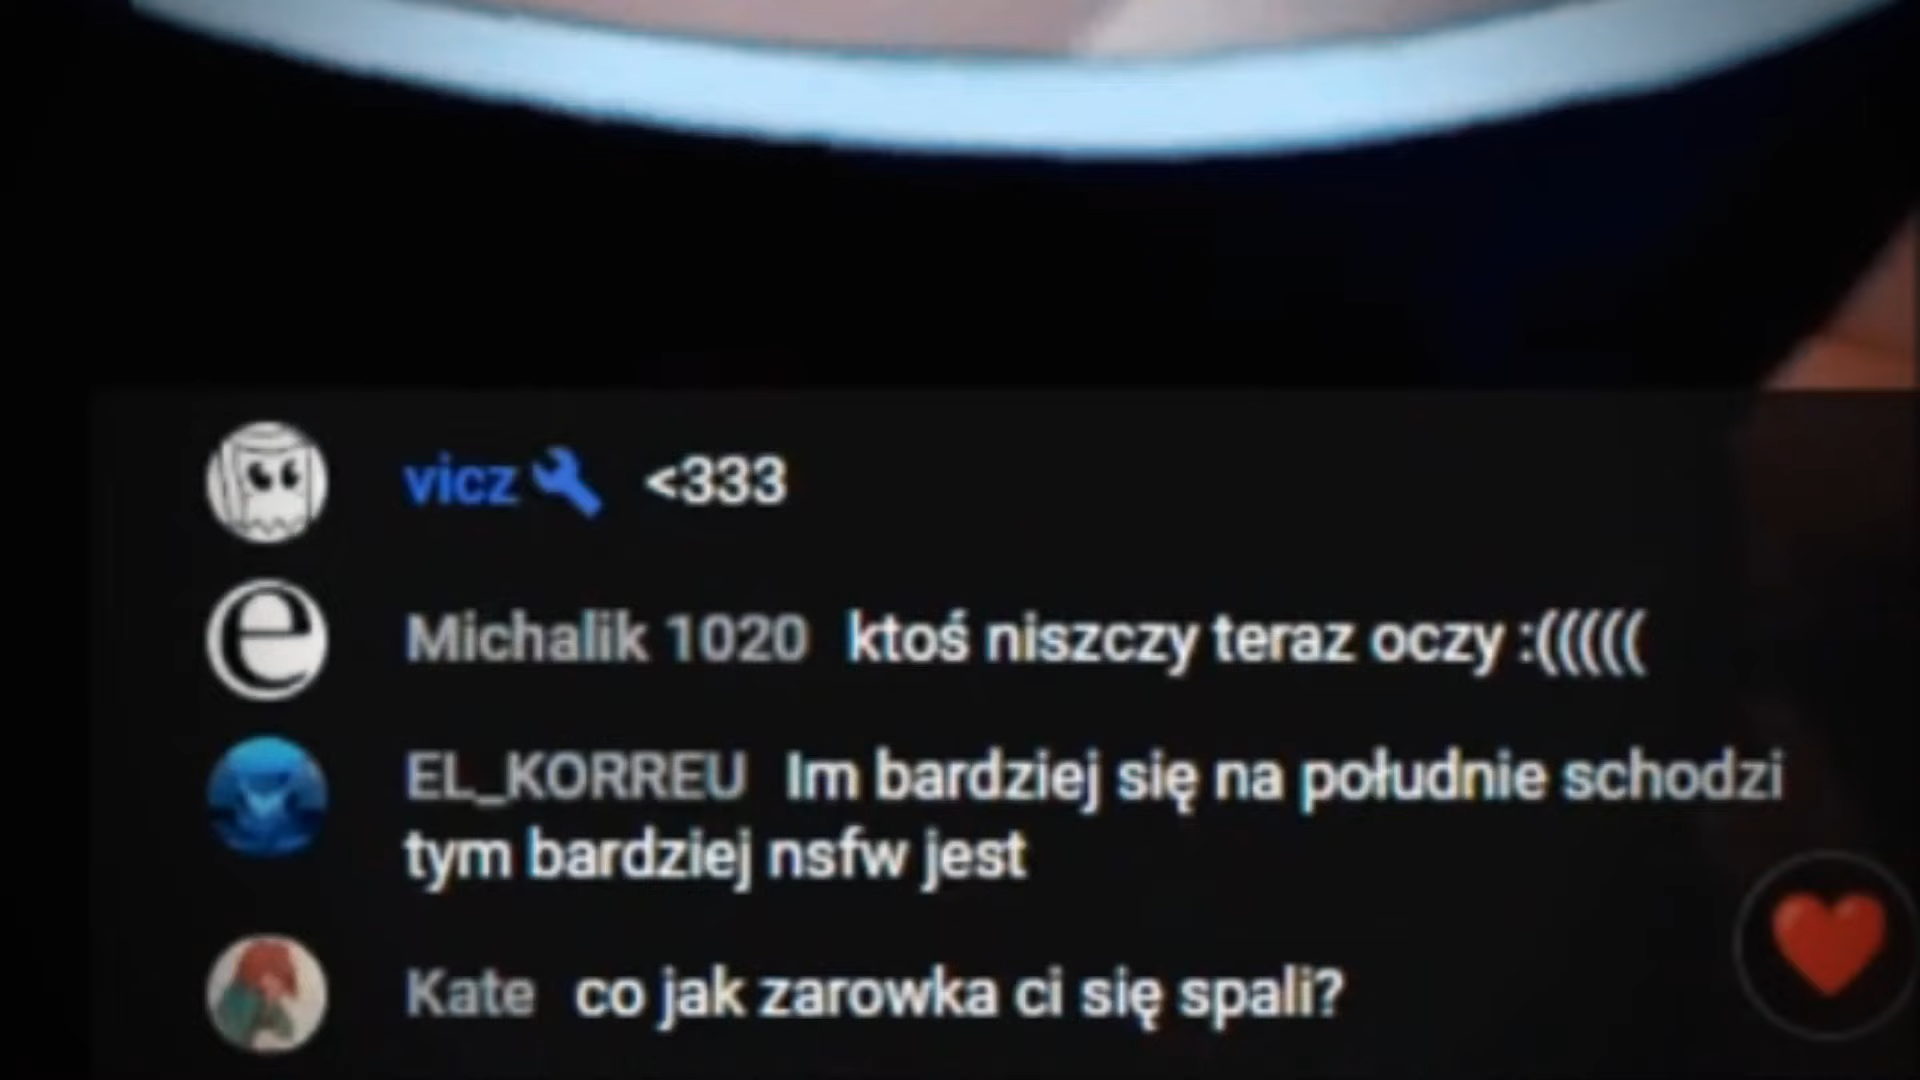 vicz <333
Michalik 1020 ktoś niszczy teraz oczy :(((((
EL_KORREU Im bardziej się na południe schodzi
tym bardziej nsfw jest
Kate co jak zarowka ci się spali?